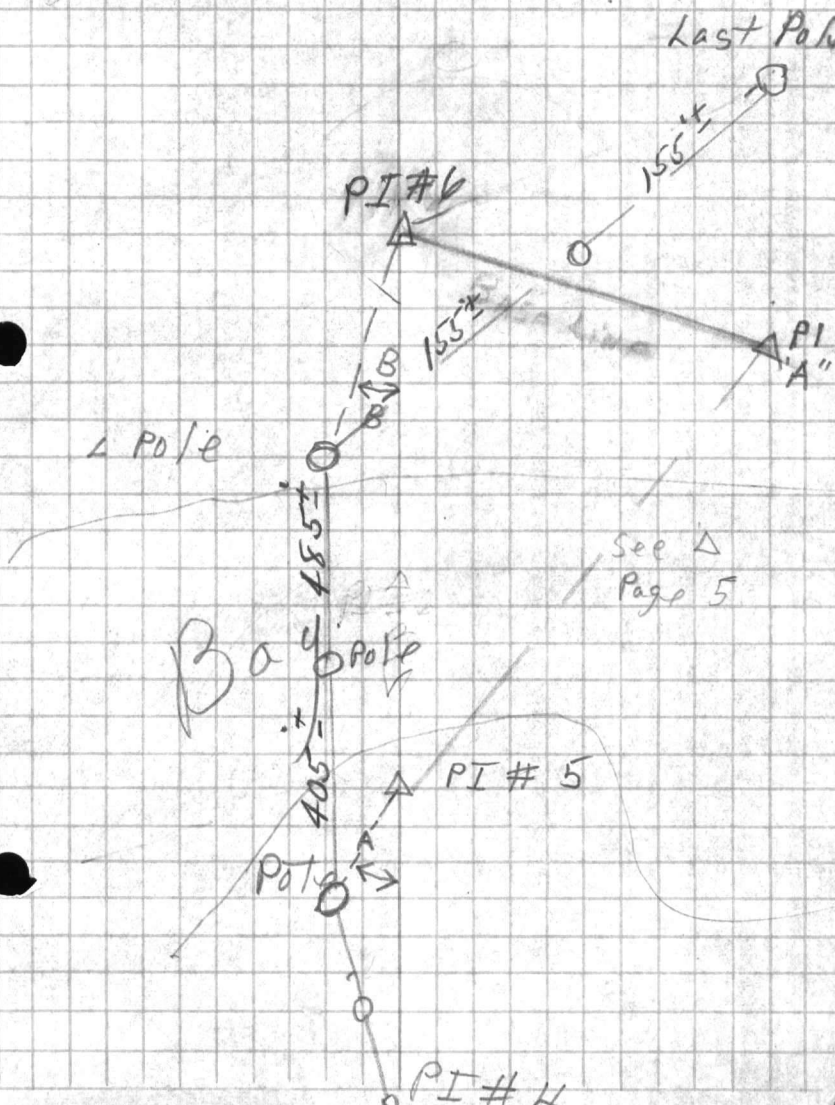 Last
155'±
PI #6
155'±
PI
"A"
B
B
∠ Pole
485'±
See △
Page 5
Bay
Pole
405'±
PI # 5
A
Pole
PI # 4